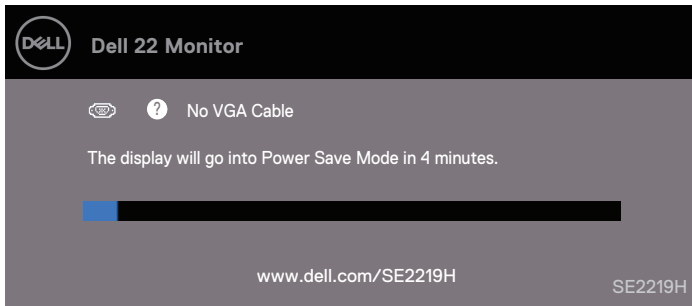 DELL
Dell 22 Monitor
? No VGA Cable
The display will go into Power Save Mode in 4 minutes.
www.dell.com/SE2219H
SE2219H